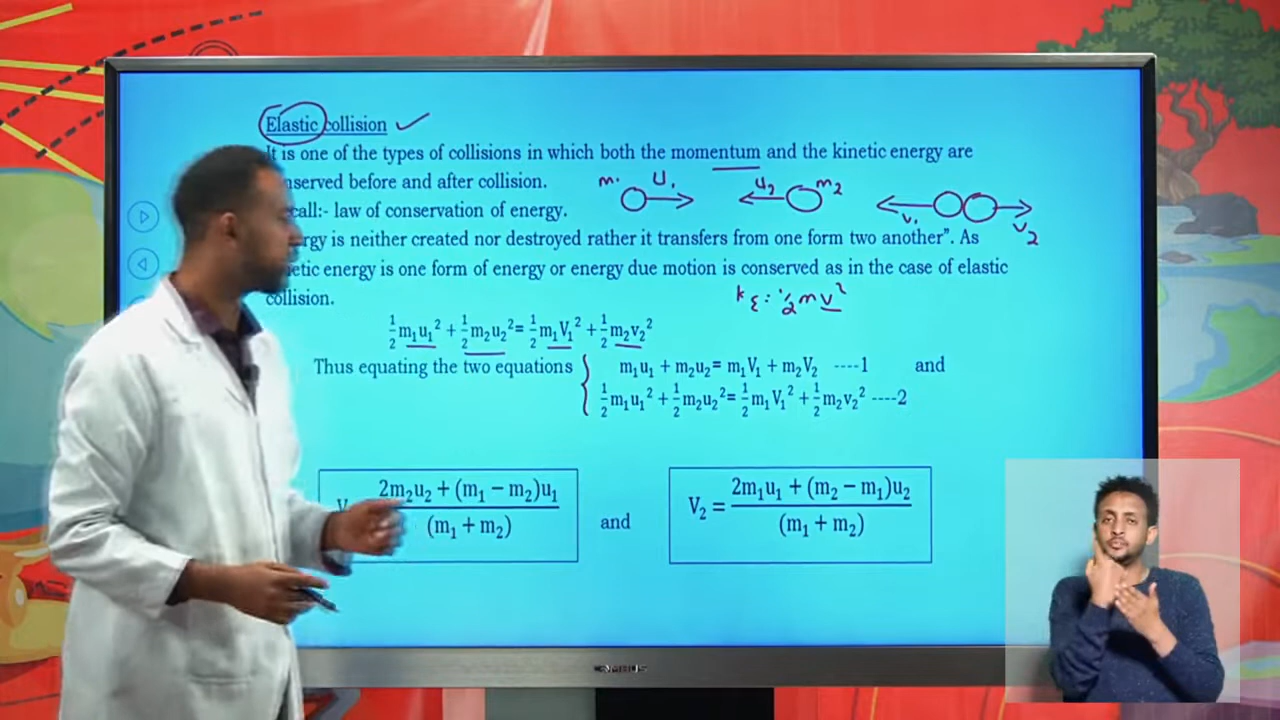 Elastic collision ✓
It is one of the types of collisions in which both the momentum and the kinetic energy are
nserved before and after collision.
m₁ U₁ u₂ m₂
call:- law of conservation of energy.
v₁ v₂
rgy is neither created nor destroyed rather it transfers from one form two another”. As
etic energy is one form of energy or energy due motion is conserved as in the case of elastic
collision.
KE: ½mv²
½m₁u₁² + ½m₂u₂² = ½m₁V₁² + ½m₂v₂²
Thus equating the two equations { m₁u₁ + m₂u₂ = m₁V₁ + m₂V₂ ----1 and
½m₁u₁² + ½m₂u₂² = ½m₁V₁² + ½m₂v₂² ----2
V 2m₂u₂ + (m₁ − m₂)u₁ / (m₁ + m₂) and V₂ = 2m₁u₁ + (m₂ − m₁)u₂ / (m₁ + m₂)